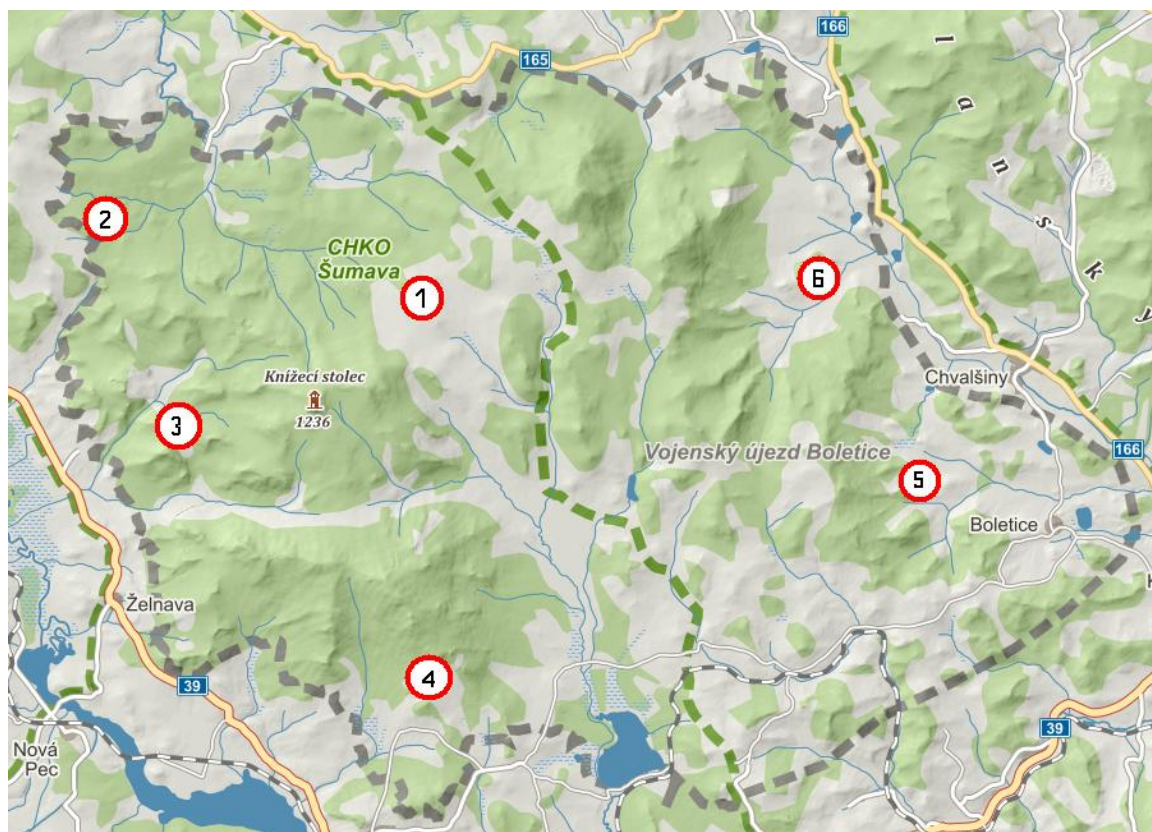 166
165
l
a
n
s
k
ý
2
CHKO
Šumava
1
6
Knížecí stolec
1236
3
Chvalšiny
Vojenský újezd Boletice
166
5
Boletice
K
Želnava
4
39
39
Nová
Pec